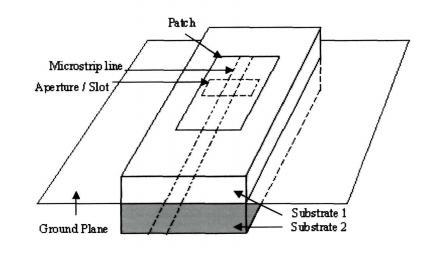 Patch
Microstrip line
Aperture / Slot
Substrate 1
Ground Plane
Substrate 2